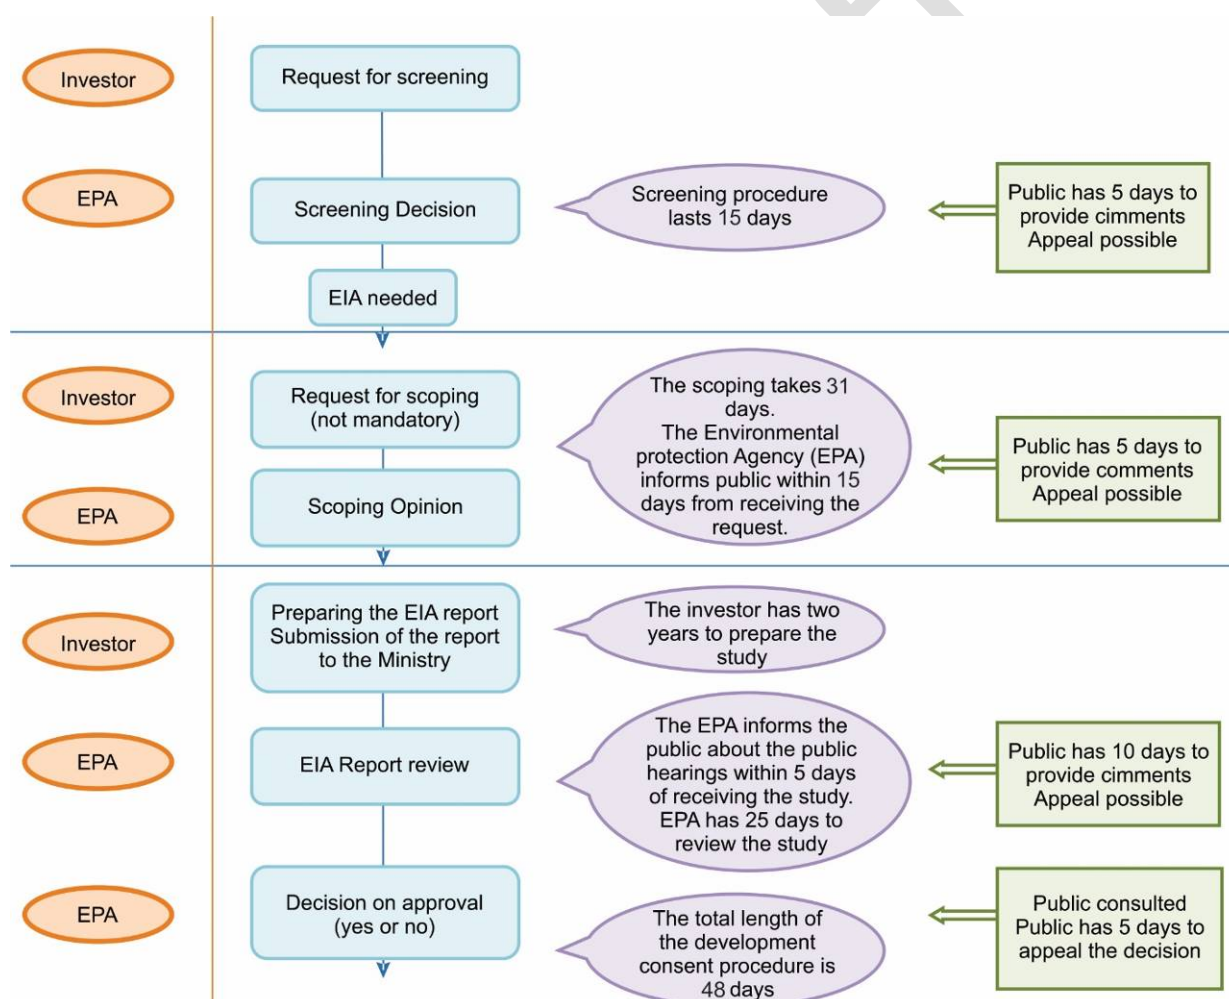 Investor
Request for screening
EPA
Screening Decision
Screening procedure
lasts 15 days
Public has 5 days to
provide cimments
Appeal possible
EIA needed
Investor
Request for scoping
(not mandatory)
The scoping takes 31
days.
The Environmental
protection Agency (EPA)
informs public within 15
days from receiving the
request.
Public has 5 days to
provide comments
Appeal possible
EPA
Scoping Opinion
Investor
Preparing the EIA report
Submission of the report
to the Ministry
The investor has two
years to prepare the
study
EPA
EIA Report review
The EPA informs the
public about the public
hearings within 5 days
of receiving the study.
EPA has 25 days to
review the study
Public has 10 days to
provide cimments
Appeal possible
EPA
Decision on approval
(yes or no)
The total length of
the development
consent procedure is
48 days
Public consulted
Public has 5 days to
appeal the decision